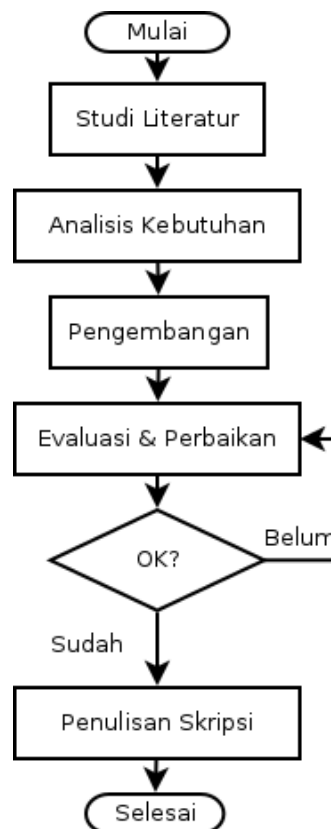 Mulai
Studi Literatur
Analisis Kebutuhan
Pengembangan
Evaluasi & Perbaikan
OK?
Belum
Sudah
Penulisan Skripsi
Selesai